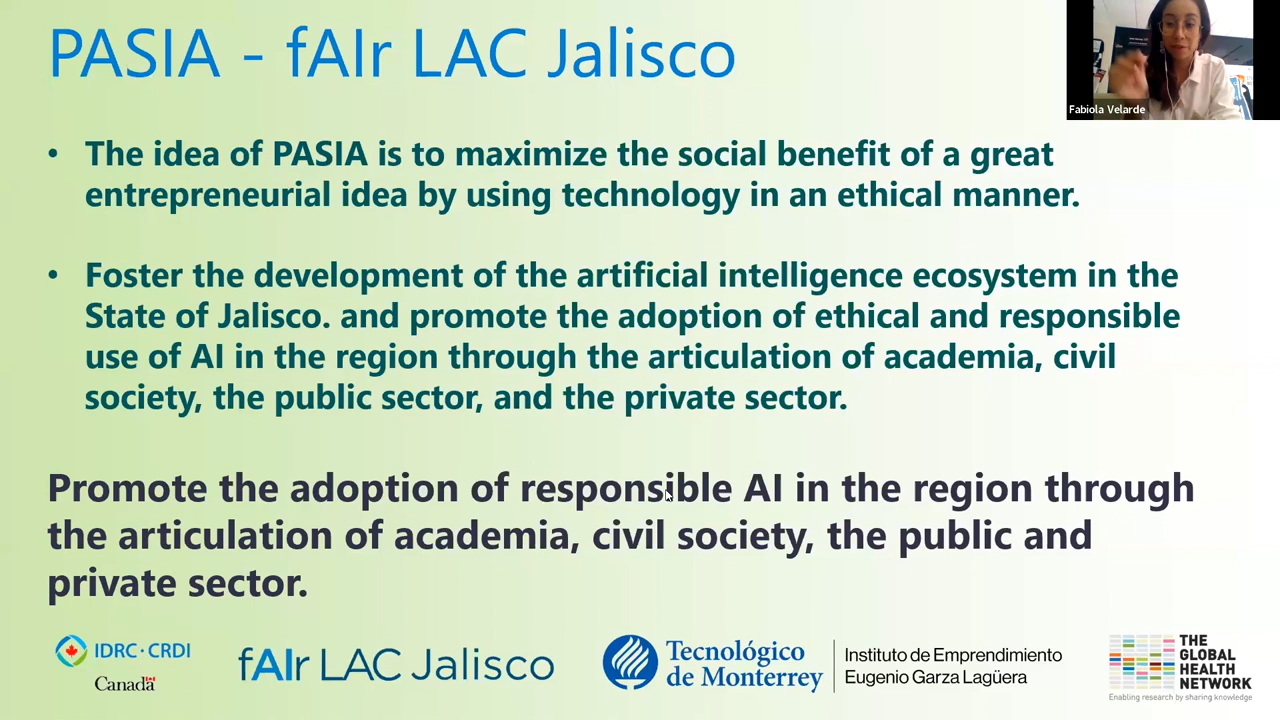 PASIA - fAIr LAC Jalisco
Fabiola Velarde
• The idea of PASIA is to maximize the social benefit of a great
entrepreneurial idea by using technology in an ethical manner.
• Foster the development of the artificial intelligence ecosystem in the
State of Jalisco. and promote the adoption of ethical and responsible
use of AI in the region through the articulation of academia, civil
society, the public sector, and the private sector.
Promote the adoption of responsible AI in the region through
the articulation of academia, civil society, the public and
private sector.
IDRC · CRDI
Canada
fAIr LAC Jalisco
Tecnológico
de Monterrey
Instituto de Emprendimiento
Eugenio Garza Lagüera
THE
GLOBAL
HEALTH
NETWORK
Enabling research by sharing knowledge